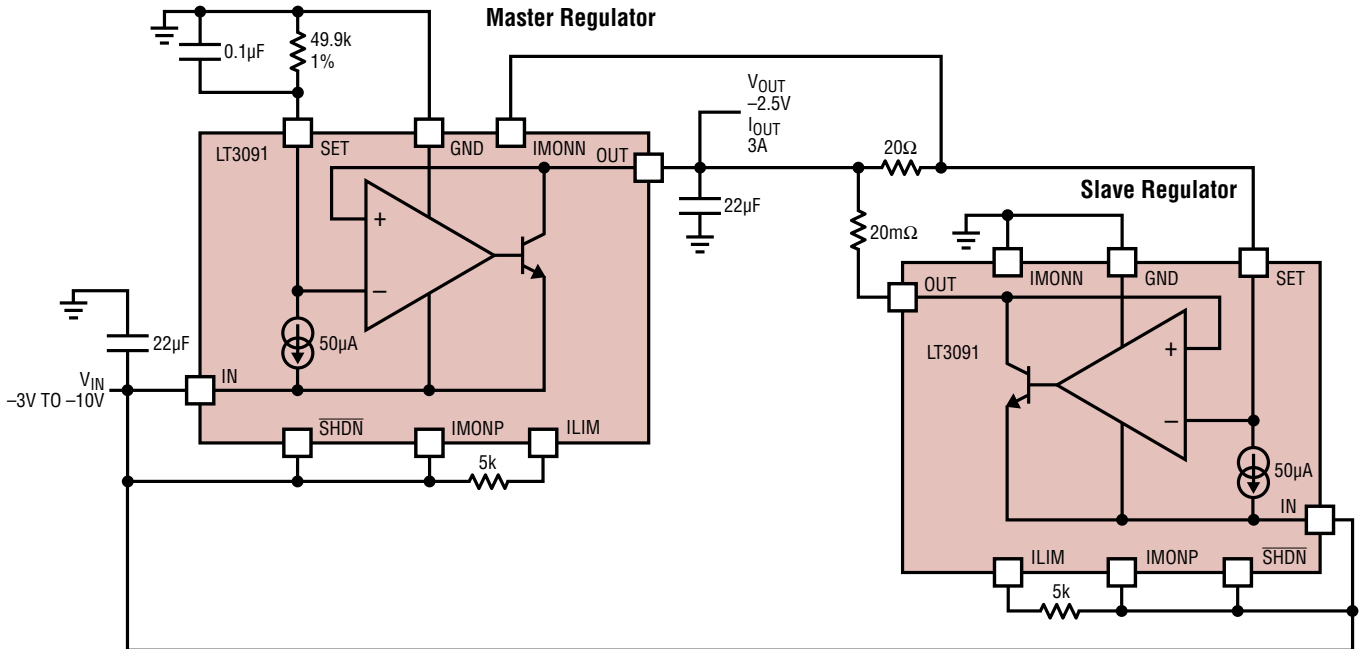 Master Regulator
0.1µF
49.9k
1%
LT3091
SET
GND
IMONN
OUT
+
–
50µA
IN
SHDN
IMONP
ILIM
5k
22µF
VIN
–3V TO –10V
VOUT
–2.5V
IOUT
3A
22µF
20Ω
20mΩ
Slave Regulator
OUT
IMONN
GND
SET
LT3091
+
–
50µA
IN
ILIM
IMONP
SHDN
5k